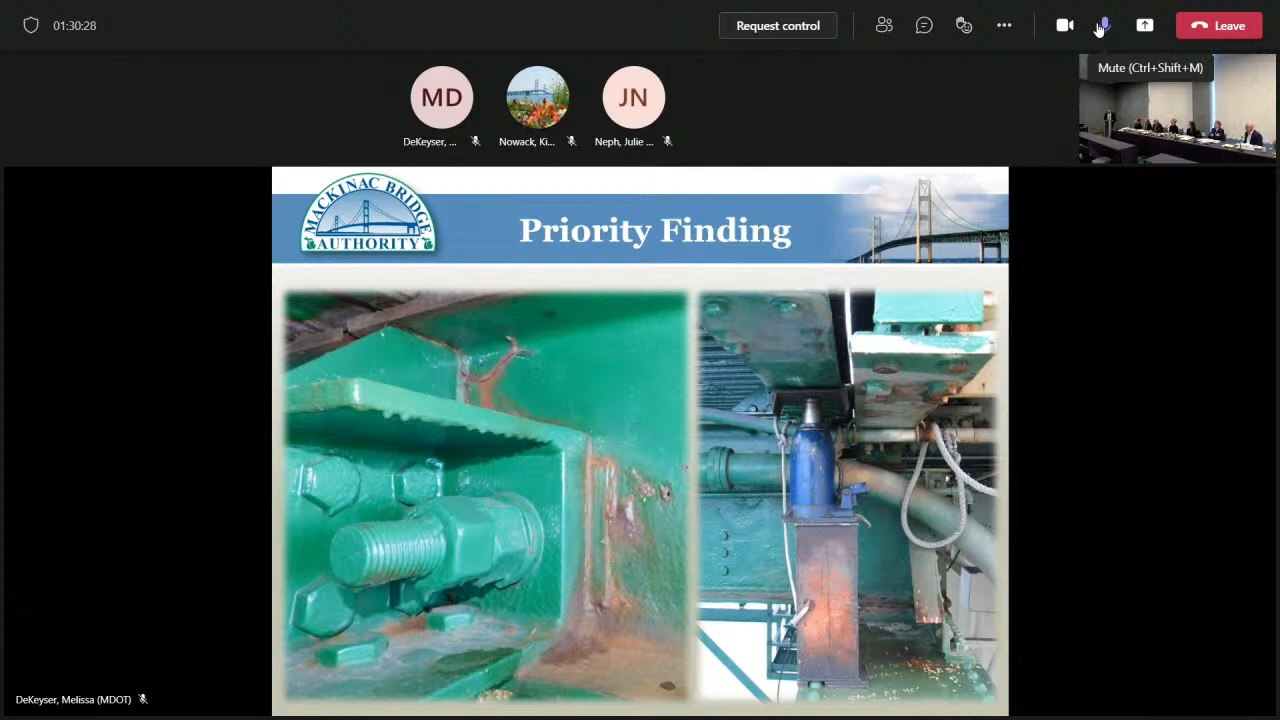 01:30:28
Request control
Leave
Mute (Ctrl+Shift+M)
MD
JN
DeKeyser, ...
Nowack, Ki...
Neph, Julie ...
MACKINAC BRIDGE
AUTHORITY
Priority Finding
DeKeyser, Melissa (MDOT)